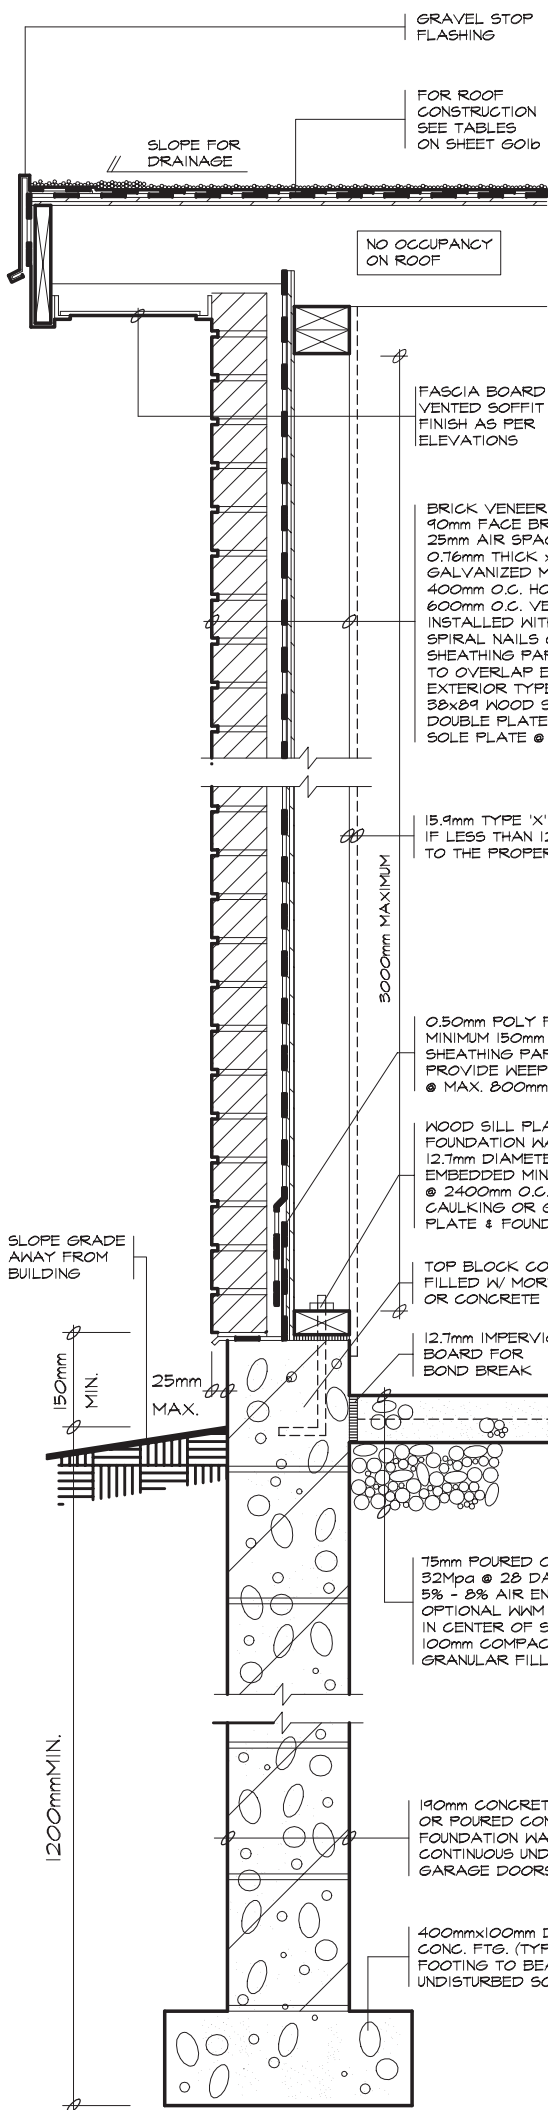 GRAVEL STOP
FLASHING
FOR ROOF
CONSTRUCTION
SEE TABLES
ON SHEET G016
SLOPE FOR
DRAINAGE
NO OCCUPANCY
ON ROOF
FASCIA BOARD
VENTED SOFFIT
FINISH AS PER
ELEVATIONS
BRICK VENEER
90mm FACE BR
25mm AIR SPAC
0.76mm THICK x
GALVANIZED M
400mm O.C. HO
600mm O.C. VE
INSTALLED WIT
SPIRAL NAILS
SHEATHING PAP
TO OVERLAP E
EXTERIOR TYPE
38x89 WOOD S
DOUBLE PLATE
SOLE PLATE @
15.9mm TYPE 'X'
IF LESS THAN 12
TO THE PROPER
3000mm MAXIMUM
0.50mm POLY F
MINIMUM 150mm
SHEATHING PAP
PROVIDE WEEP
@ MAX. 800mm
WOOD SILL PLA
FOUNDATION WA
12.7mm DIAMETE
EMBEDDED MIN
@ 2400mm O.C.
CAULKING OR G
PLATE & FOUND
SLOPE GRADE
AWAY FROM
BUILDING
TOP BLOCK CO
FILLED W/ MOR
OR CONCRETE
12.7mm IMPERVIO
BOARD FOR
BOND BREAK
150mm
MIN.
25mm
MAX.
75mm POURED C
32Mpa @ 28 DA
5% - 8% AIR EN
OPTIONAL WWM
IN CENTER OF S
100mm COMPAC
GRANULAR FILL
1200mmMIN.
190mm CONCRET
OR POURED CON
FOUNDATION WA
CONTINUOUS UND
GARAGE DOORS
400mmx100mm D
CONC. FTG. (TYP
FOOTING TO BEA
UNDISTURBED SO